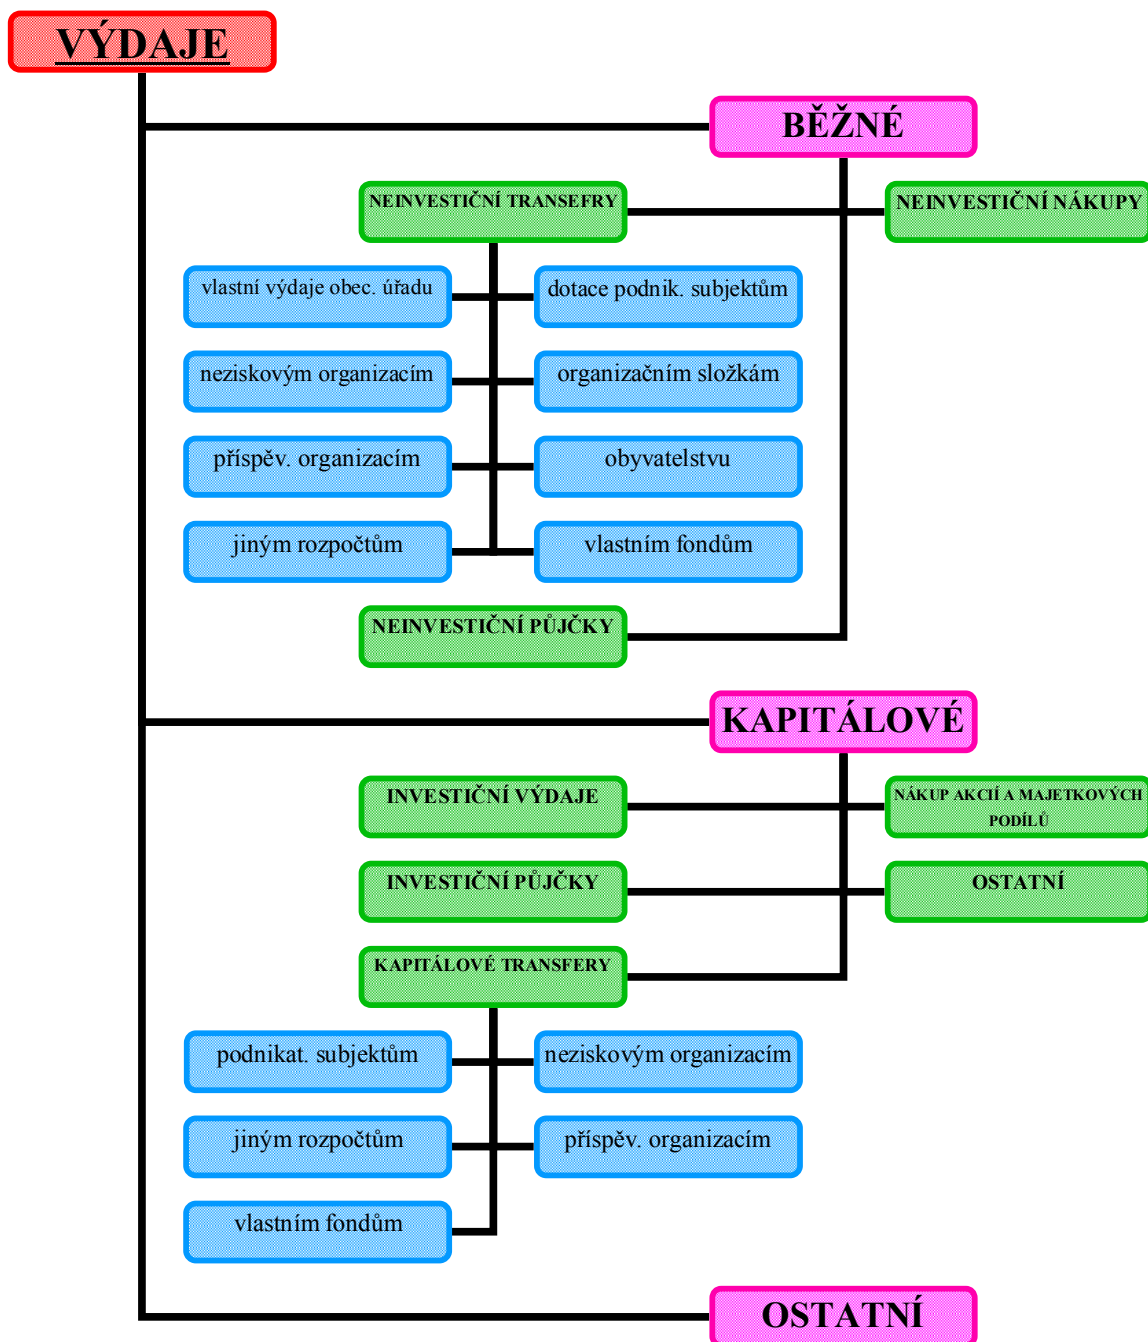 VÝDAJE
BĚŽNÉ
NEINVESTIČNÍ TRANSEFRY
NEINVESTIČNÍ NÁKUPY
vlastní výdaje obec. úřadu
dotace podnik. subjektům
neziskovým organizacím
organizačním složkám
příspěv. organizacím
obyvatelstvu
jiným rozpočtům
vlastním fondům
NEINVESTIČNÍ PŮJČKY
KAPITÁLOVÉ
INVESTIČNÍ VÝDAJE
NÁKUP AKCIÍ A MAJETKOVÝCH
PODÍLŮ
INVESTIČNÍ PŮJČKY
OSTATNÍ
KAPITÁLOVÉ TRANSFERY
podnikat. subjektům
neziskovým organizacím
jiným rozpočtům
příspěv. organizacím
vlastním fondům
OSTATNÍ